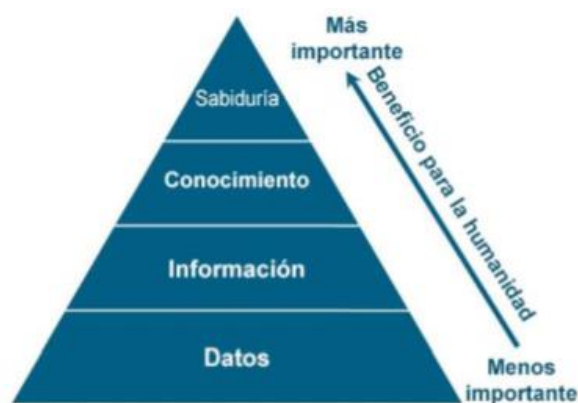 Más
importante
Sabiduría
Beneficio para la humanidad
Conocimiento
Información
Datos
Menos
importante